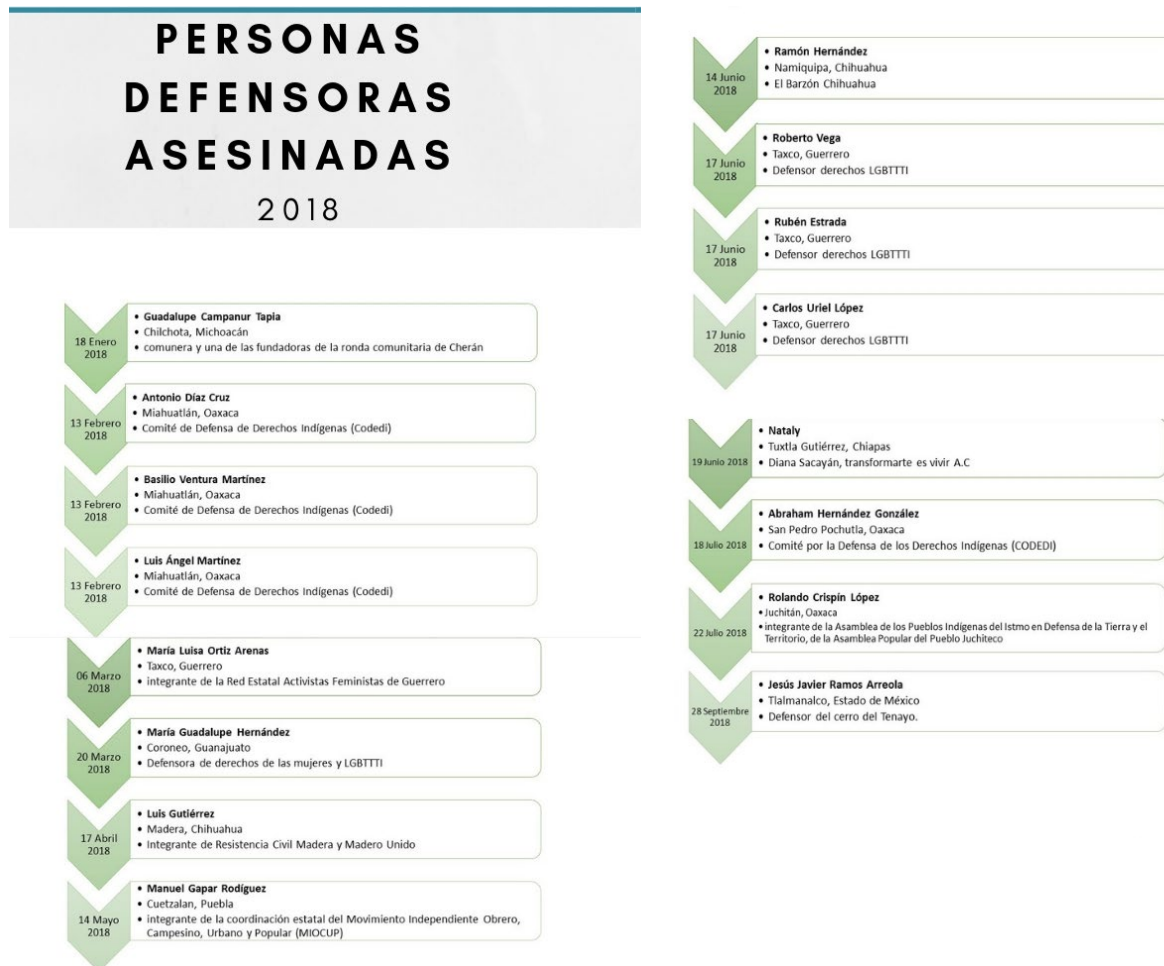 PERSONAS
DEFENSORAS
ASESINADAS
2018
18 Enero
2018
• Guadalupe Campanur Tapia
• Chilchota, Michoacán
• comunera y una de las fundadoras de la ronda comunitaria de Cherán
13 Febrero
2018
• Antonio Díaz Cruz
• Miahuatlán, Oaxaca
• Comité de Defensa de Derechos Indígenas (Codedi)
13 Febrero
2018
• Basilio Ventura Martínez
• Miahuatlán, Oaxaca
• Comité de Defensa de Derechos Indígenas (Codedi)
13 Febrero
2018
• Luis Ángel Martínez
• Miahuatlán, Oaxaca
• Comité de Defensa de Derechos Indígenas (Codedi)
06 Marzo
2018
• María Luisa Ortiz Arenas
• Taxco, Guerrero
• integrante de la Red Estatal Activistas Feministas de Guerrero
20 Marzo
2018
• María Guadalupe Hernández
• Coroneo, Guanajuato
• Defensora de derechos de las mujeres y LGBTTTI
17 Abril
2018
• Luis Gutiérrez
• Madera, Chihuahua
• Integrante de Resistencia Civil Madera y Madero Unido
14 Mayo
2018
• Manuel Gapar Rodíguez
• Cuetzalan, Puebla
• integrante de la coordinación estatal del Movimiento Independiente Obrero,
Campesino, Urbano y Popular (MIOCUP)
14 Junio
2018
• Ramón Hernández
• Namiquipa, Chihuahua
• El Barzón Chihuahua
17 Junio
2018
• Roberto Vega
• Taxco, Guerrero
• Defensor derechos LGBTTTI
17 Junio
2018
• Rubén Estrada
• Taxco, Guerrero
• Defensor derechos LGBTTTI
17 Junio
2018
• Carlos Uriel López
• Taxco, Guerrero
• Defensor derechos LGBTTTI
19 Junio 2018
• Nataly
• Tuxtla Gutiérrez, Chiapas
• Diana Sacayán, transformarte es vivir A.C
18 Julio 2018
• Abraham Hernández González
• San Pedro Pochutla, Oaxaca
• Comité por la Defensa de los Derechos Indígenas (CODEDI)
22 Julio 2018
• Rolando Crispín López
• Juchitán, Oaxaca
• integrante de la Asamblea de los Pueblos Indígenas del Istmo en Defensa de la Tierra y el
Territorio, de la Asamblea Popular del Pueblo Juchiteco
28 Septiembre
2018
• Jesús Javier Ramos Arreola
• Tlalmanalco, Estado de México
• Defensor del cerro del Tenayo.